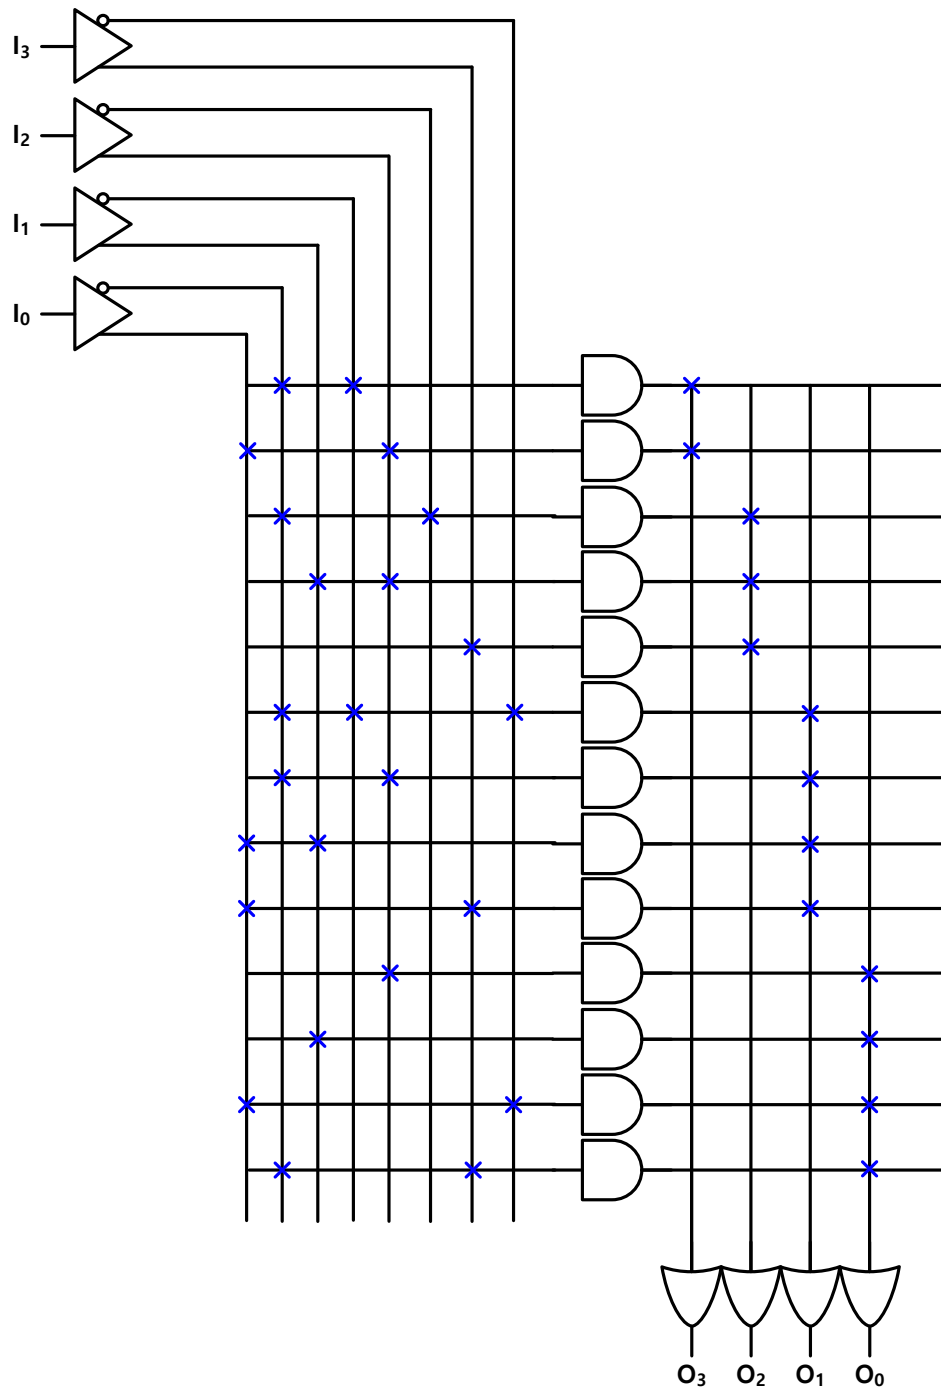 I₃
I₂
I₁
I₀
O₃ O₂ O₁ O₀